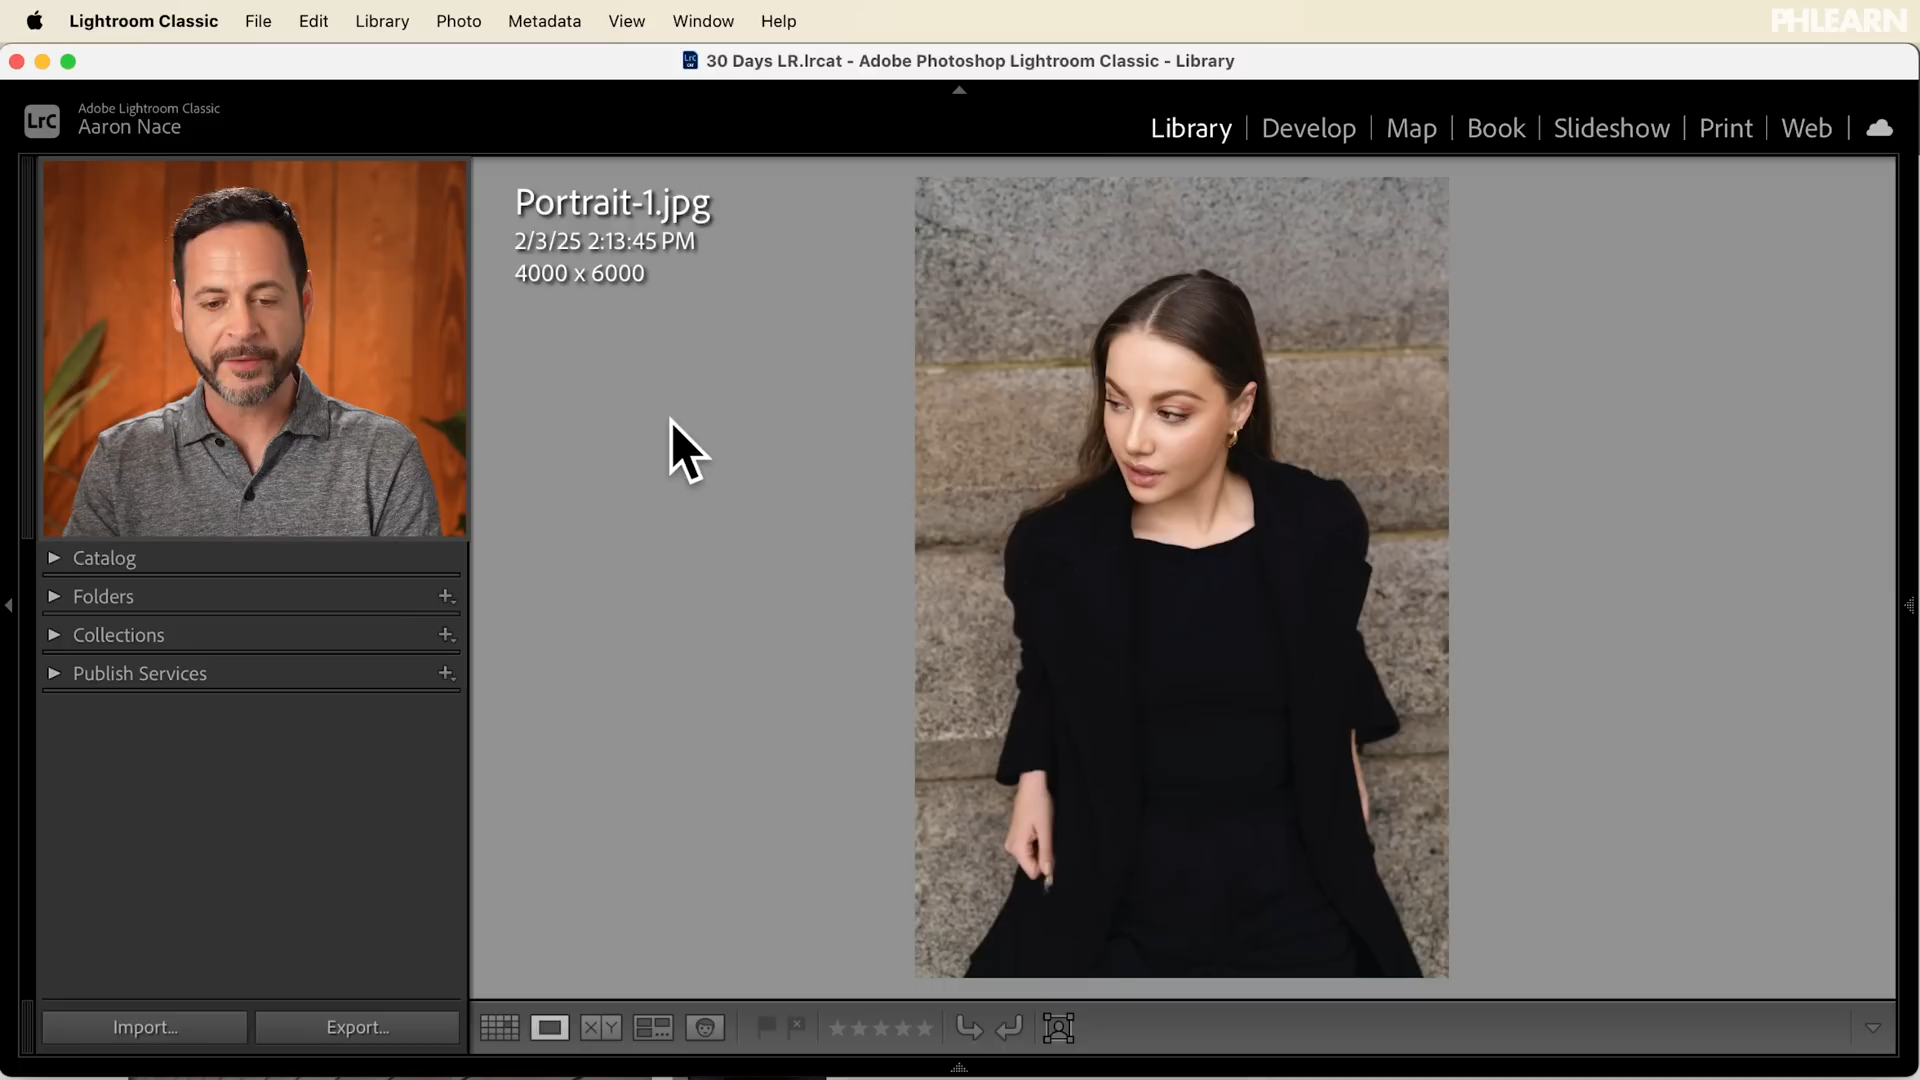 Lightroom Classic File Edit Library Photo Metadata View Window Help
PHLEARN
30 Days LR.lrcat - Adobe Photoshop Lightroom Classic - Library
LrC
Adobe Lightroom Classic
Aaron Nace
Library | Develop | Map | Book | Slideshow | Print | Web |
Portrait-1.jpg
2/3/25 2:13:45 PM
4000 x 6000
Catalog
Folders
Collections
Publish Services
Import...
Export...
X Y